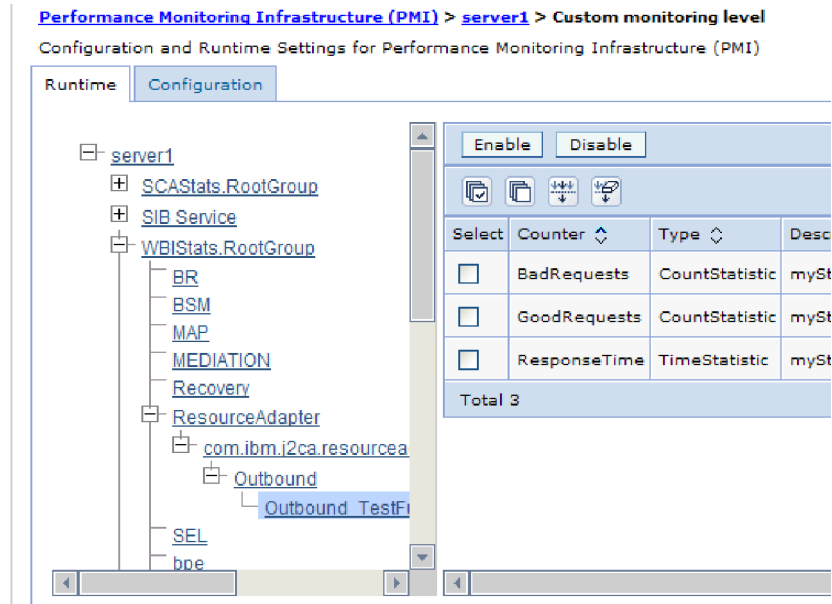 Performance Monitoring Infrastructure (PMI) > server1 > Custom monitoring level
Configuration and Runtime Settings for Performance Monitoring Infrastructure (PMI)
Runtime Configuration
server1
SCAStats.RootGroup
SIB Service
WBIStats.RootGroup
BR
BSM
MAP
MEDIATION
Recovery
ResourceAdapter
com.ibm.j2ca.resourcea
Outbound
Outbound_TestF
SEL
bpe
Enable Disable
Select Counter Type Desc
BadRequests CountStatistic mySt
GoodRequests CountStatistic mySt
ResponseTime TimeStatistic mySt
Total 3